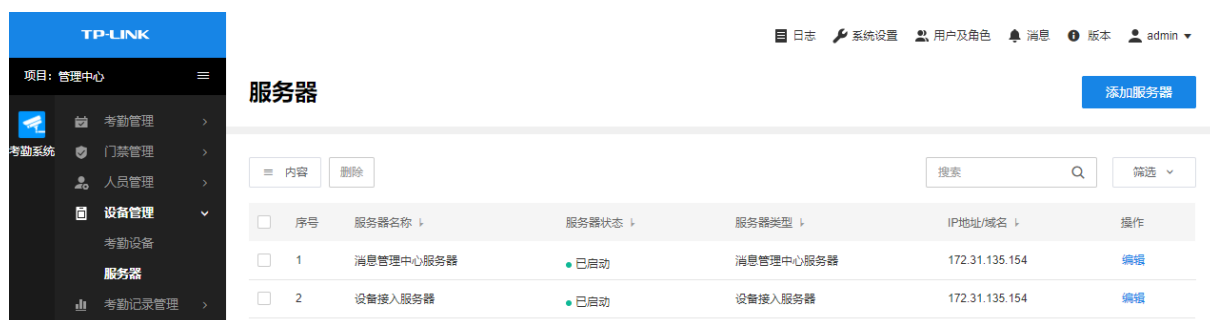 TP-LINK
日志 系统设置 用户及角色 消息 版本 admin
项目：管理中心
服务器
添加服务器
考勤系统
考勤管理
门禁管理
人员管理
设备管理
考勤设备
服务器
考勤记录管理
内容 删除 搜索 筛选
序号 服务器名称 服务器状态 服务器类型 IP地址/域名 操作
1 消息管理中心服务器 已启动 消息管理中心服务器 172.31.135.154 编辑
2 设备接入服务器 已启动 设备接入服务器 172.31.135.154 编辑